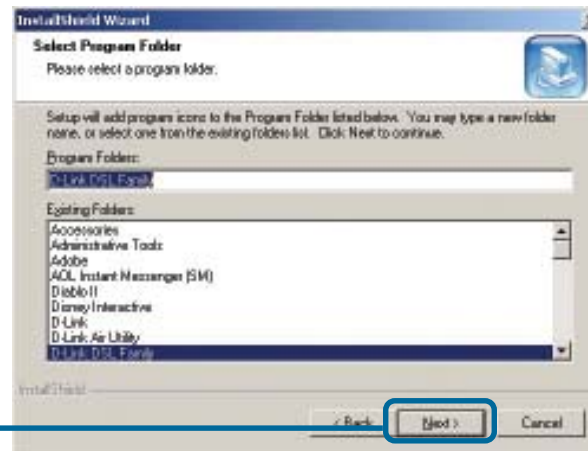 InstallShield Wizard
Select Program Folder
Please select a program folder.
Setup will add program icons to the Program Folder listed below. You may type a new folder
name, or select one from the existing folders list. Click Next to continue.
Program Folders:
D-Link DSL Family
Existing Folders:
Accessories
Administrative Tools
Adobe
AOL Instant Messenger (SM)
Diablo II
Disney Interactive
D-Link
D-Link Air Utility
D-Link DSL Family
InstallShield
< Back
Next >
Cancel